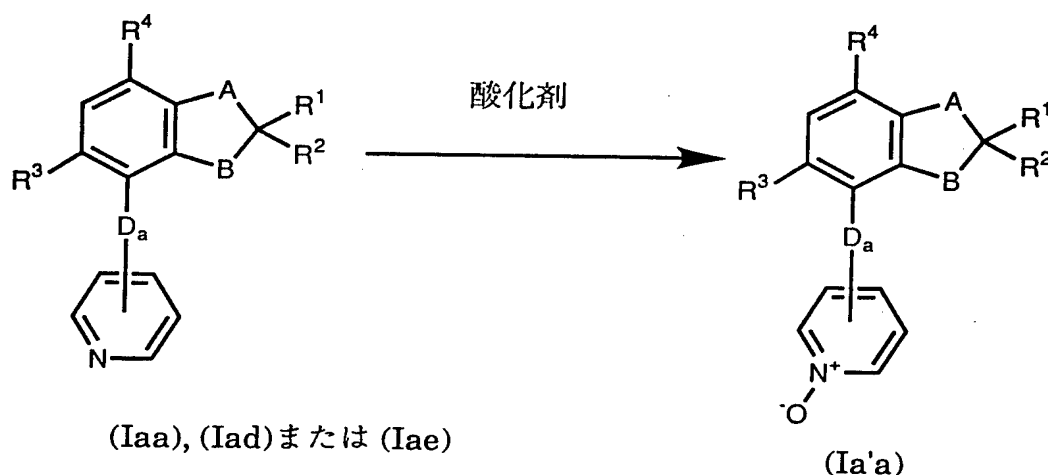 R⁴
A
R¹
R²
B
R³
Dₐ
N
(Iaa), (Iad)または (Iae)
酸化剤
R⁴
A
R¹
R²
B
R³
Dₐ
N⁺
⁻O
(Ia'a)